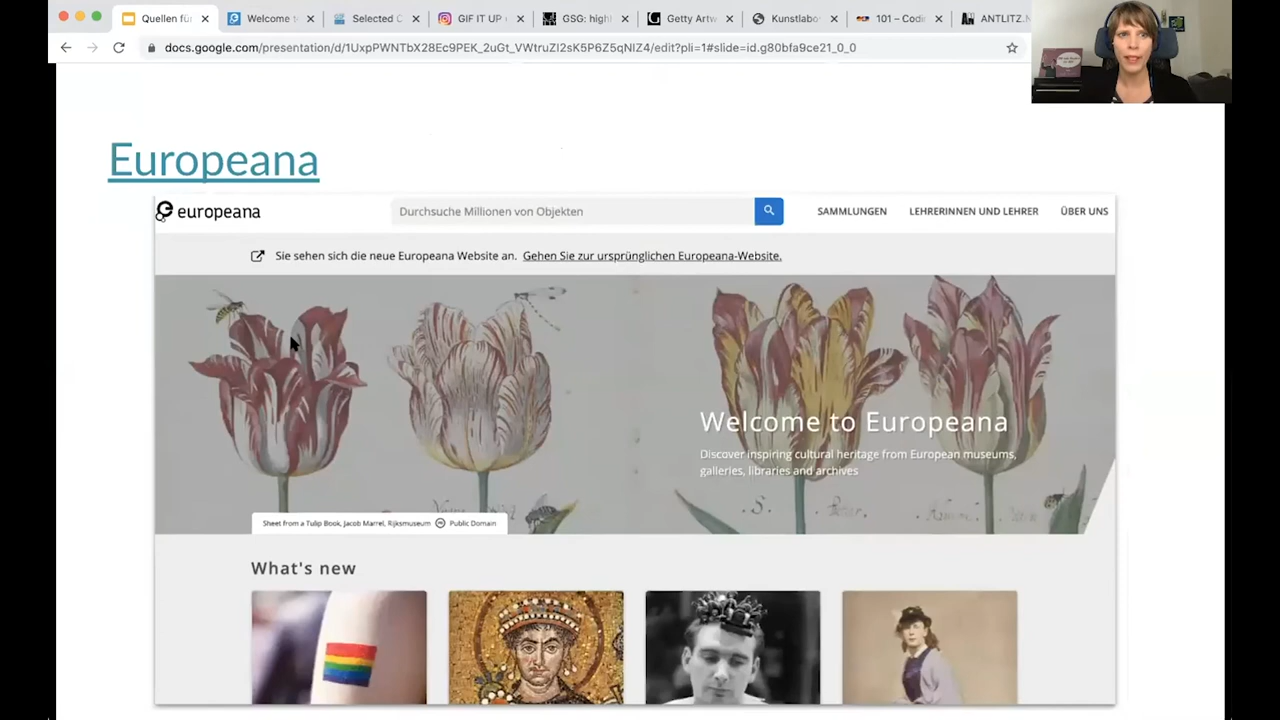 Quellen für
Welcome t
Selected C
GIF IT UP
GSG: high
Getty Artw
Kunstlabo
101 – Codi
ANTLITZ.N
docs.google.com/presentation/d/1UxpPWNTbX28Ec9PEK_2uGt_VWtruZI2sK5P6Z5qNIZ4/edit?pli=1#slide=id.g80bfa9ce21_0_0
Europeana
europeana
Durchsuche Millionen von Objekten
SAMMLUNGEN
LEHRERINNEN UND LEHRER
ÜBER UNS
Sie sehen sich die neue Europeana Website an. Gehen Sie zur ursprünglichen Europeana-Website.
Welcome to Europeana
Discover inspiring cultural heritage from European museums,
galleries, libraries and archives
Sheet from a Tulip Book, Jacob Marrel, Rijksmuseum Public Domain
What's new